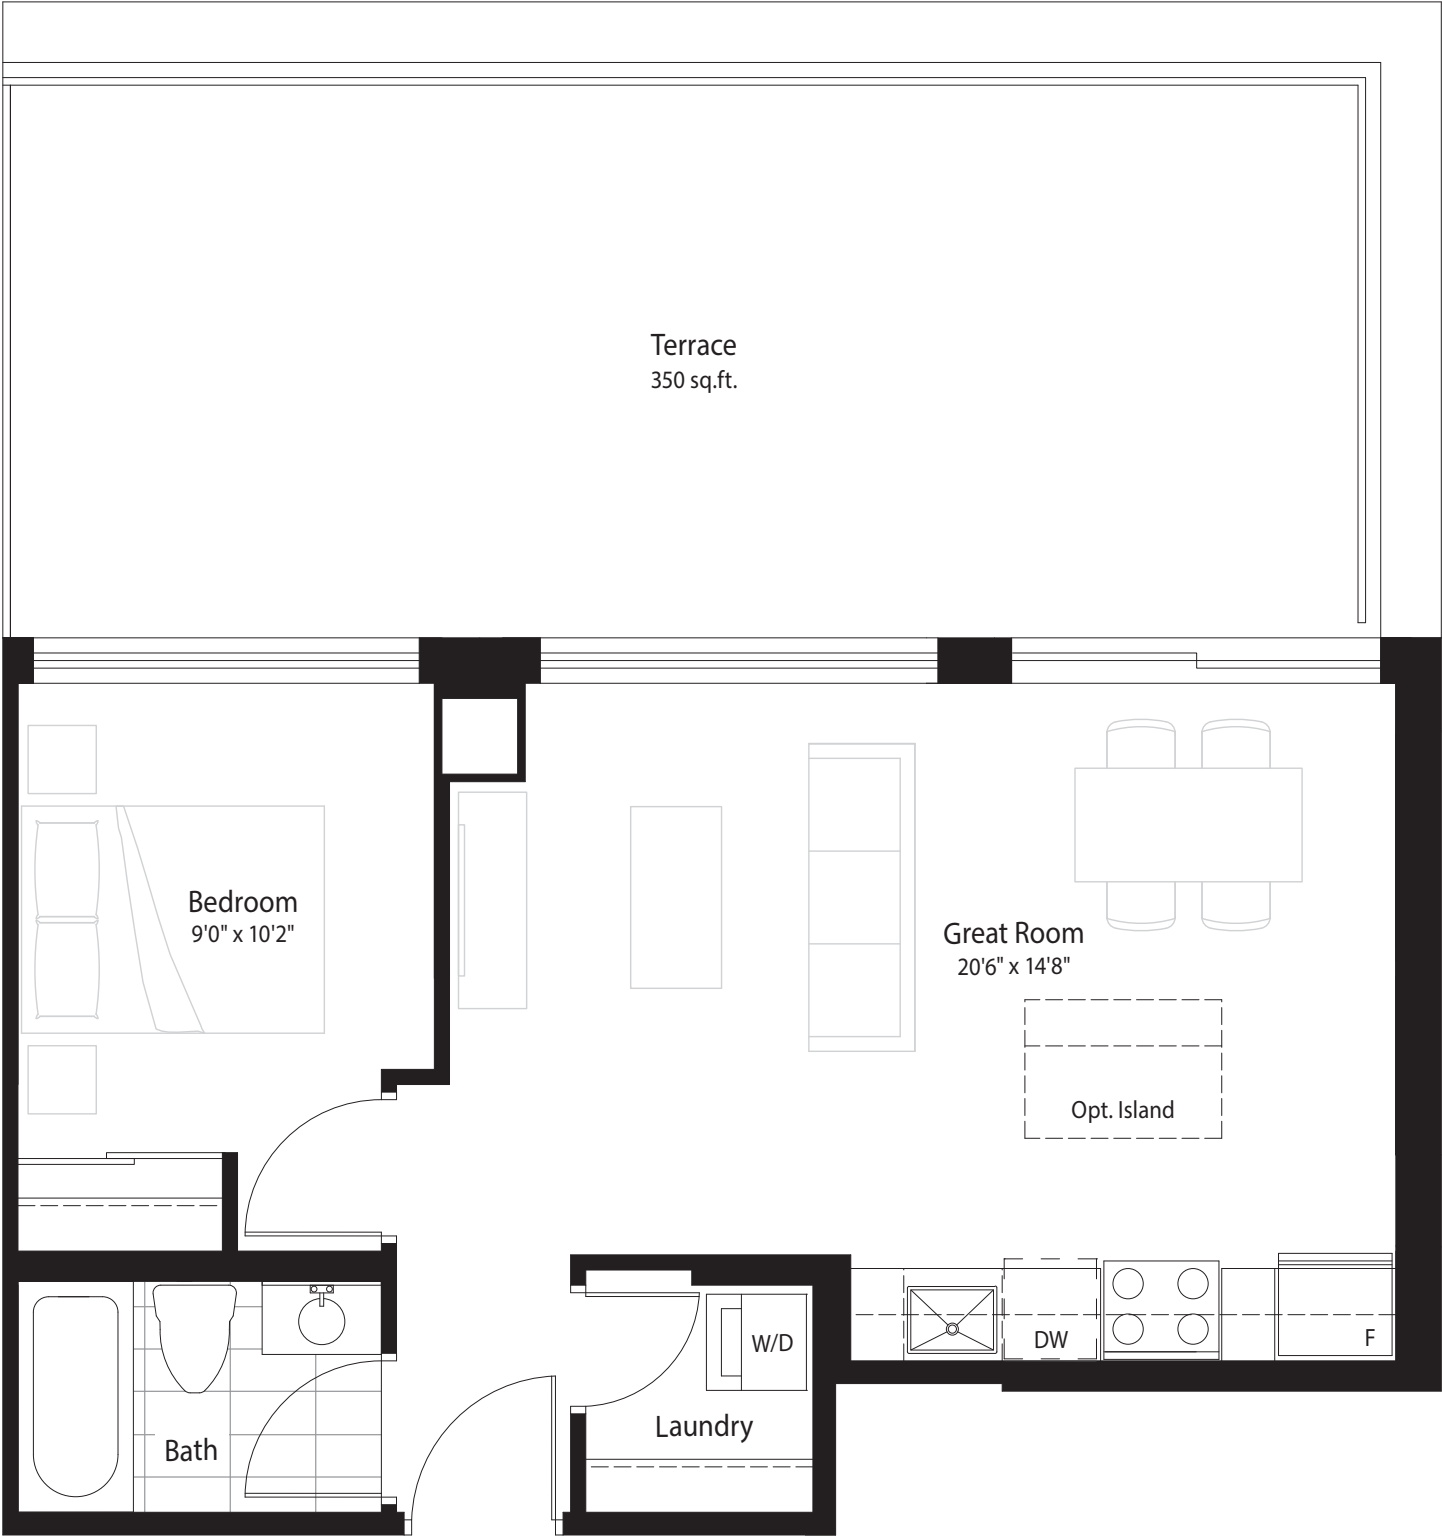 Terrace
350 sq.ft.
Bedroom
9'0" x 10'2"
Great Room
20'6" x 14'8"
Opt. Island
DW
F
W/D
Laundry
Bath